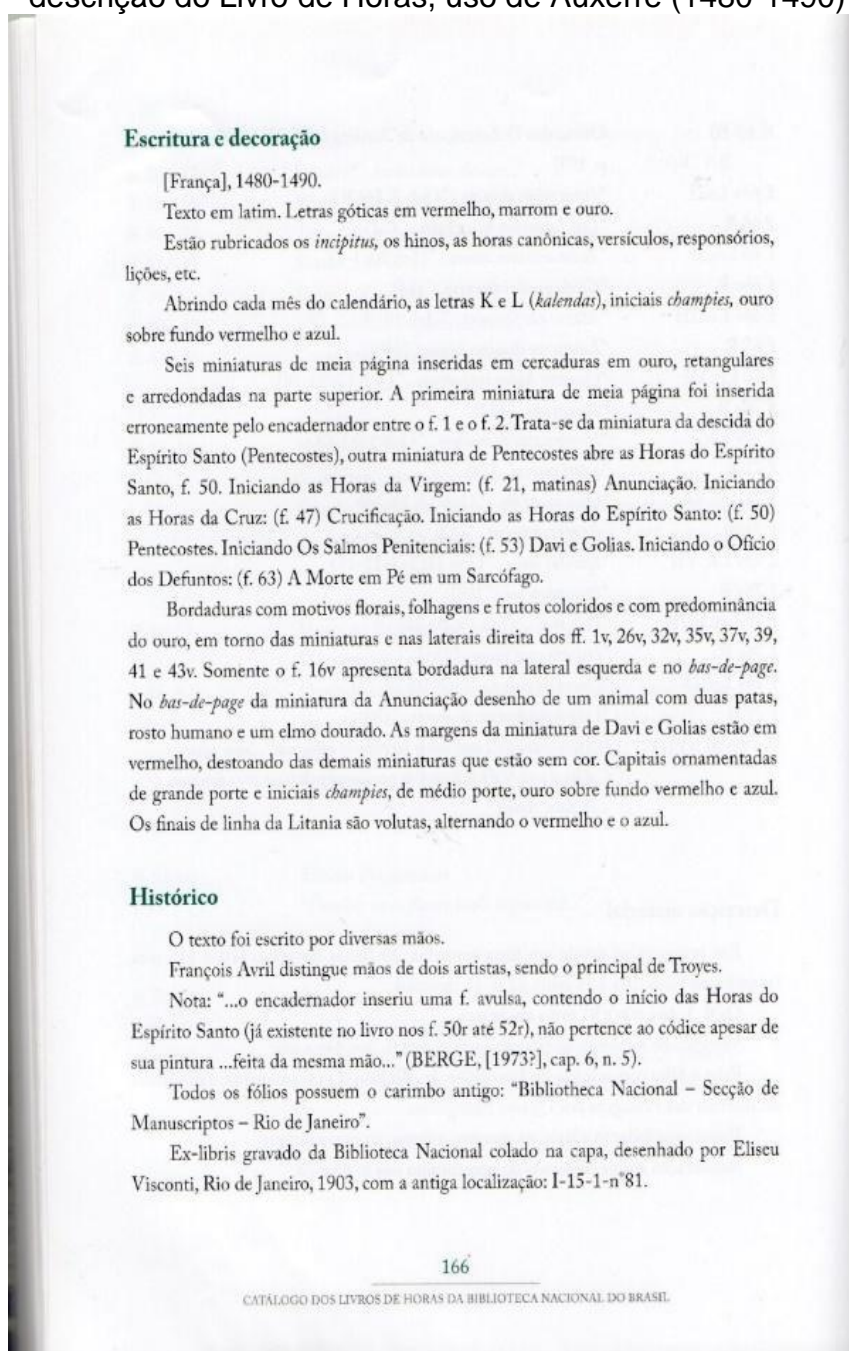 descrição do Livro de Horas, uso de Auxerre (1480-1490)
Escritura e decoração
[França], 1480-1490.
Texto em latim. Letras góticas em vermelho, marrom e ouro.
Estão rubricados os incipitus, os hinos, as horas canônicas, versículos, responsórios,
lições, etc.
Abrindo cada mês do calendário, as letras K e L (kalendas), iniciais champies, ouro
sobre fundo vermelho e azul.
Seis miniaturas de meia página inseridas em cercaduras em ouro, retangulares
e arredondadas na parte superior. A primeira miniatura de meia página foi inserida
erroneamente pelo encadernador entre o f. 1 e o f. 2. Trata-se da miniatura da descida do
Espírito Santo (Pentecostes), outra miniatura de Pentecostes abre as Horas do Espírito
Santo, f. 50. Iniciando as Horas da Virgem: (f. 21, matinas) Anunciação. Iniciando
as Horas da Cruz: (f. 47) Crucificação. Iniciando as Horas do Espírito Santo: (f. 50)
Pentecostes. Iniciando Os Salmos Penitenciais: (f. 53) Davi e Golias. Iniciando o Ofício
dos Defuntos: (f. 63) A Morte em Pé em um Sarcófago.
Bordaduras com motivos florais, folhagens e frutos coloridos e com predominância
do ouro, em torno das miniaturas e nas laterais direita dos ff. 1v, 26v, 32v, 35v, 37v, 39,
41 e 43v. Somente o f. 16v apresenta bordadura na lateral esquerda e no bas-de-page.
No bas-de-page da miniatura da Anunciação desenho de um animal com duas patas,
rosto humano e um elmo dourado. As margens da miniatura de Davi e Golias estão em
vermelho, destoando das demais miniaturas que estão sem cor. Capitais ornamentadas
de grande porte e iniciais champies, de médio porte, ouro sobre fundo vermelho e azul.
Os finais de linha da Litania são volutas, alternando o vermelho e o azul.
Histórico
O texto foi escrito por diversas mãos.
François Avril distingue mãos de dois artistas, sendo o principal de Troyes.
Nota: “...o encadernador inseriu uma f. avulsa, contendo o início das Horas do
Espírito Santo (já existente no livro nos f. 50r até 52r), não pertence ao códice apesar de
sua pintura ...feita da mesma mão...” (BERGE, [1973?], cap. 6, n. 5).
Todos os fólios possuem o carimbo antigo: “Bibliotheca Nacional – Secção de
Manuscriptos – Rio de Janeiro”.
Ex-libris gravado da Biblioteca Nacional colado na capa, desenhado por Eliseu
Visconti, Rio de Janeiro, 1903, com a antiga localização: I-15-1-n°81.
166
CATÁLOGO DOS LIVROS DE HORAS DA BIBLIOTECA NACIONAL DO BRASIL